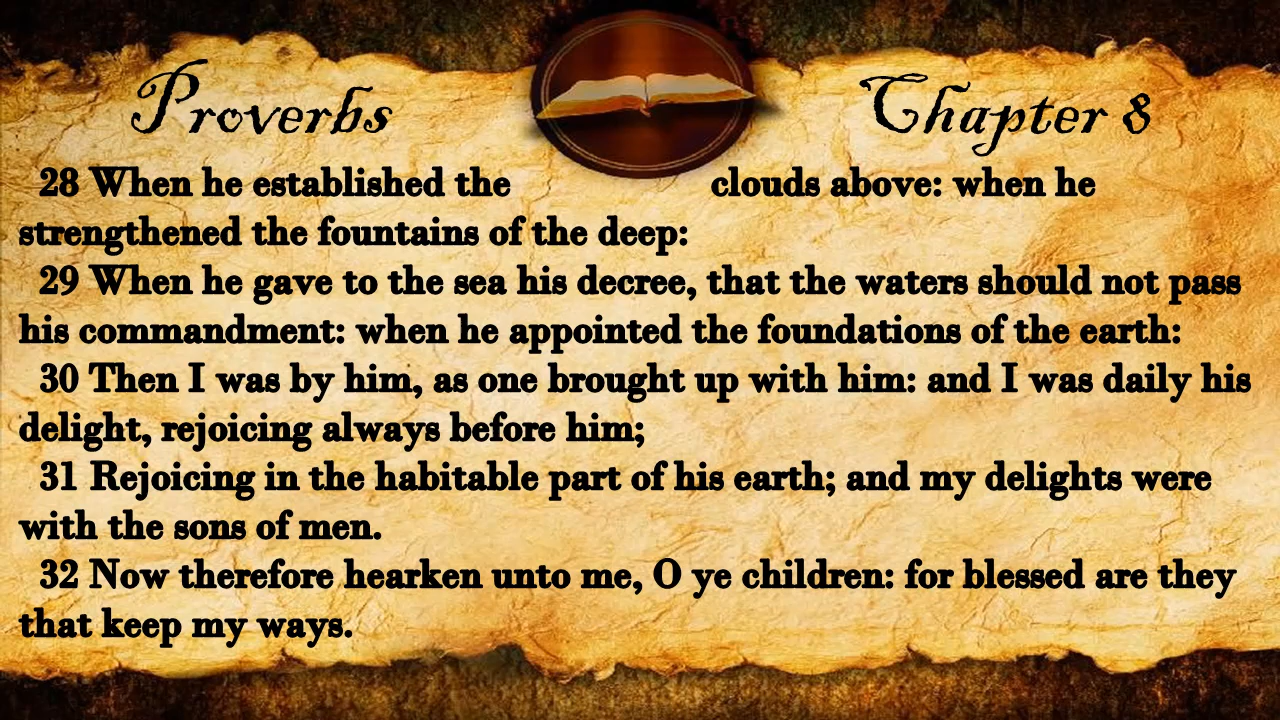 Proverbs Chapter 8
28 When he established the clouds above: when he
strengthened the fountains of the deep:
29 When he gave to the sea his decree, that the waters should not pass
his commandment: when he appointed the foundations of the earth:
30 Then I was by him, as one brought up with him: and I was daily his
delight, rejoicing always before him;
31 Rejoicing in the habitable part of his earth; and my delights were
with the sons of men.
32 Now therefore hearken unto me, O ye children: for blessed are they
that keep my ways.